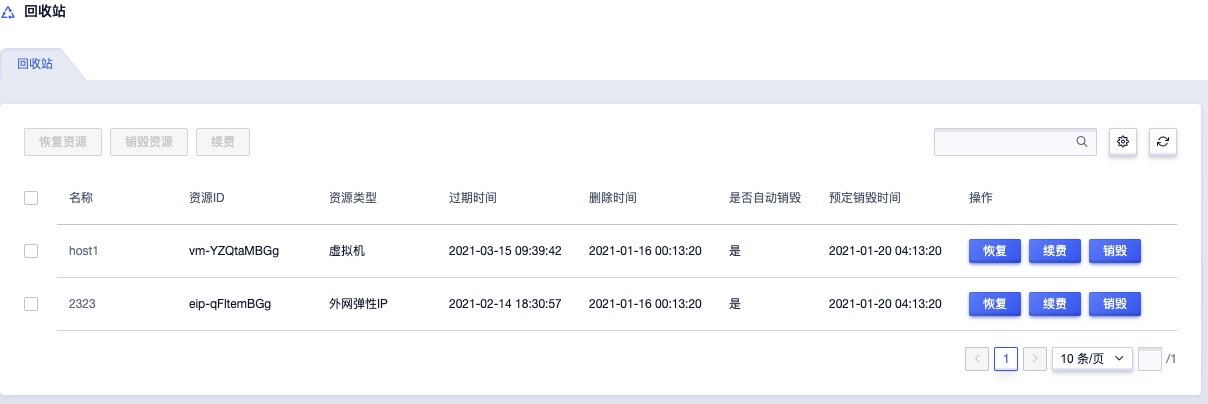 回收站
回收站
恢复资源 销毁资源 续费
名称 资源ID 资源类型 过期时间 删除时间 是否自动销毁 预定销毁时间 操作
host1 vm-YZQtaMBGg 虚拟机 2021-03-15 09:39:42 2021-01-16 00:13:20 是 2021-01-20 04:13:20 恢复 续费 销毁
2323 eip-qFltemBGg 外网弹性IP 2021-02-14 18:30:57 2021-01-16 00:13:20 是 2021-01-20 04:13:20 恢复 续费 销毁
1 10 条/页 /1